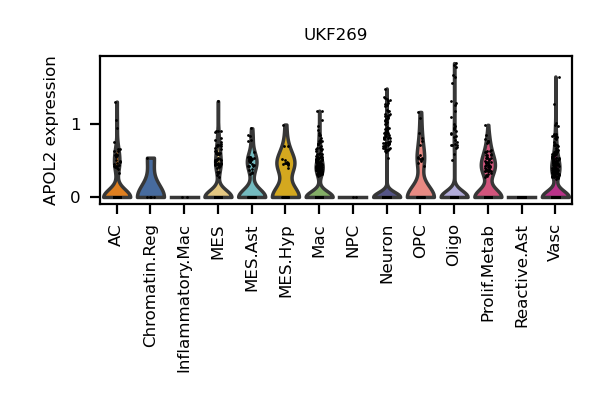 UKF269
APOL2 expression
1
0
AC
Chromatin.Reg
Inflammatory.Mac
MES
MES.Ast
MES.Hyp
Mac
NPC
Neuron
OPC
Oligo
Prolif.Metab
Reactive.Ast
Vasc